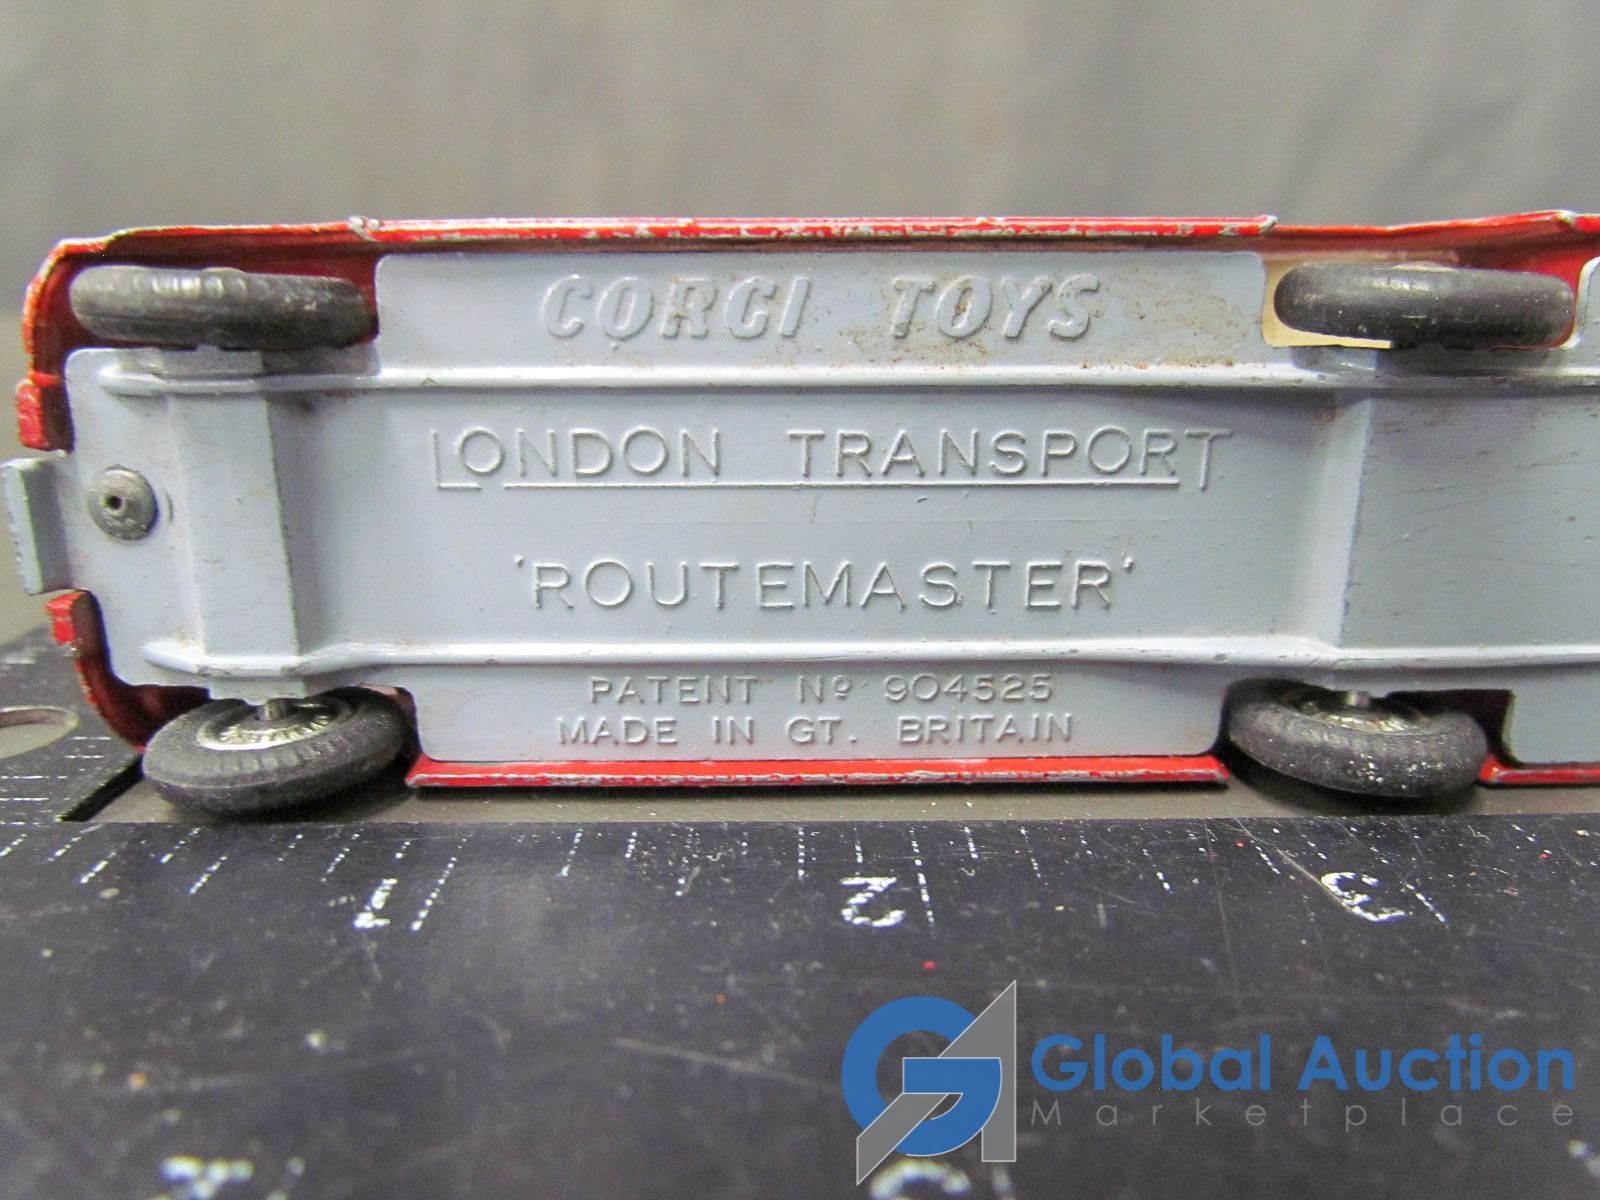 CORGI TOYS
LONDON TRANSPORT
'ROUTEMASTER'
PATENT Nº 904525
MADE IN GT. BRITAIN
1 2 3
Global Auction
Marketplace